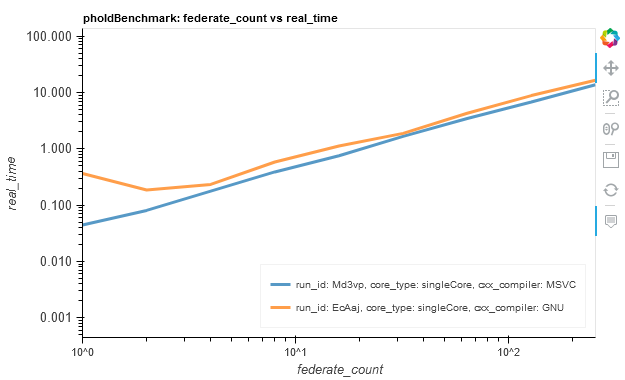 pholdBenchmark: federate_count vs real_time
100.000
10.000
1.000
0.100
0.010
0.001
real_time
run_id: Md3vp, core_type: singleCore, cxx_compiler: MSVC
run_id: EcAaj, core_type: singleCore, cxx_compiler: GNU
10^0
10^1
10^2
federate_count